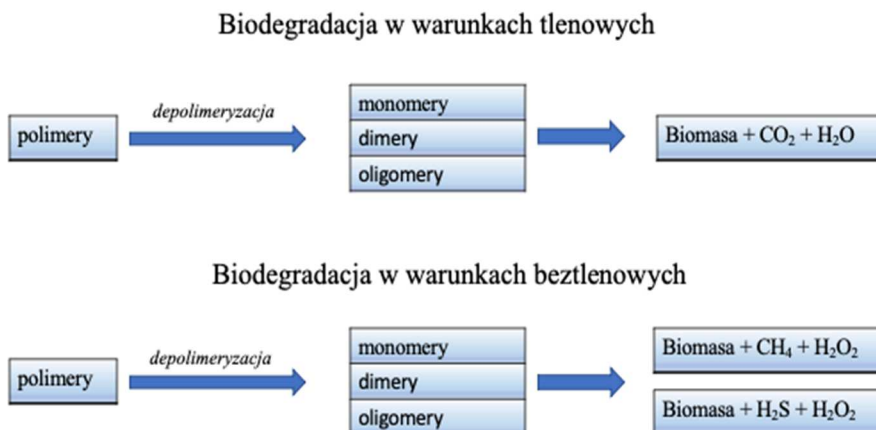 Biodegradacja w warunkach tlenowych
polimery
depolimeryzacja
monomery
dimery
oligomery
Biomasa + CO₂ + H₂O
Biodegradacja w warunkach beztlenowych
polimery
depolimeryzacja
monomery
dimery
oligomery
Biomasa + CH₄ + H₂O₂
Biomasa + H₂S + H₂O₂